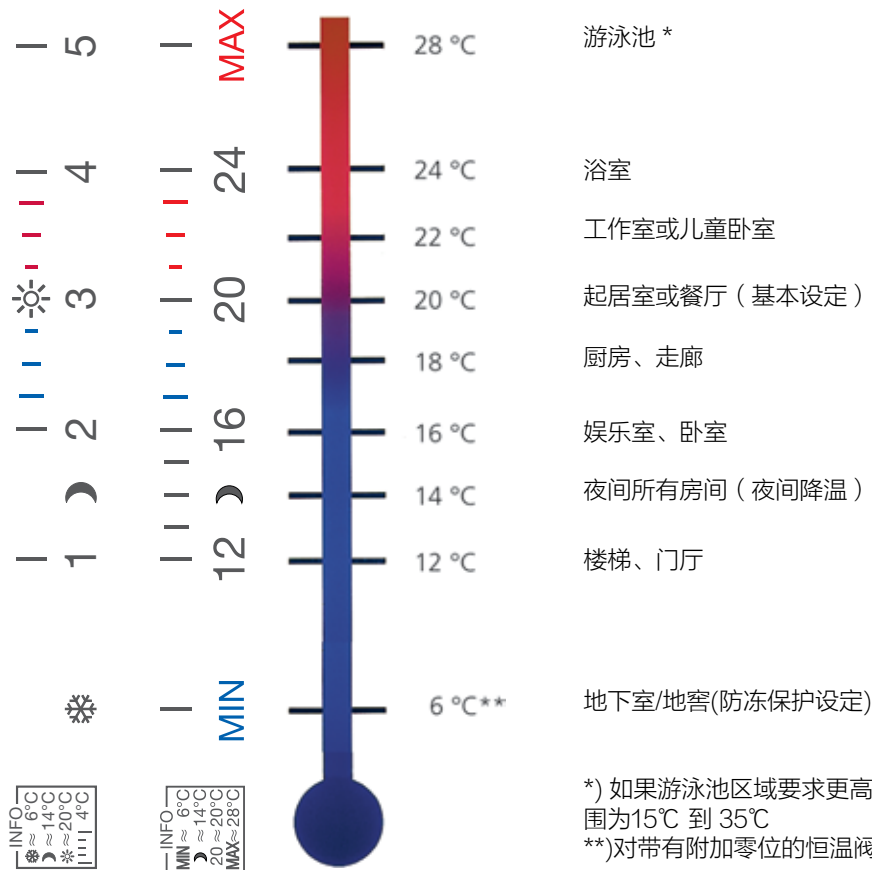 5 MAX 28 °C 游泳池 *
4 24 24 °C 浴室
22 °C 工作室或儿童卧室
3 20 20 °C 起居室或餐厅（基本设定）
18 °C 厨房、走廊
2 16 16 °C 娱乐室、卧室
14 °C 夜间所有房间（夜间降温）
1 12 12 °C 楼梯、门厅
MIN 6 °C** 地下室/地窖(防冻保护设定)
INFO
❄ ≈ 6°C
☽ ≈ 14°C
☼ ≈ 20°C
4°C
INFO
MIN ≈ 6°C
☽ ≈ 14°C
20 ≈ 20°C
MAX ≈ 28°C
*) 如果游泳池区域要求更高
围为15℃ 到 35℃
**)对带有附加零位的恒温阀